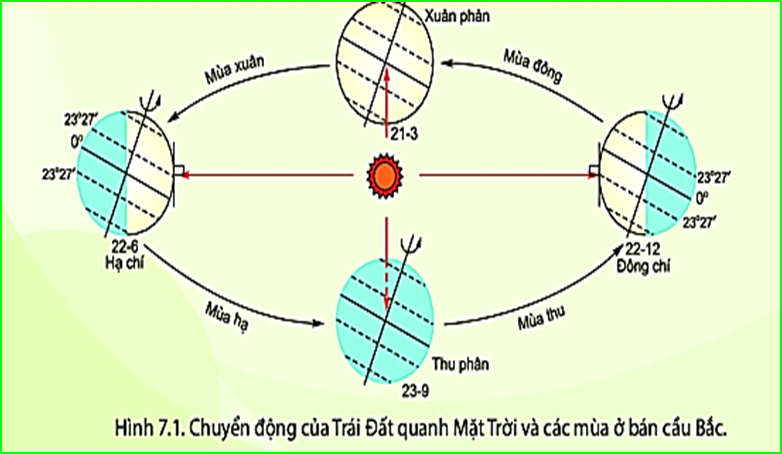 Xuân phân
Mùa xuân
Mùa đông
21-3
23°27'
0°
23°27'
22-6
Hạ chí
23°27'
0°
23°27'
22-12
Đông chí
Mùa hạ
Mùa thu
Thu phân
23-9
Hình 7.1. Chuyển động của Trái Đất quanh Mặt Trời và các mùa ở bán cầu Bắc.